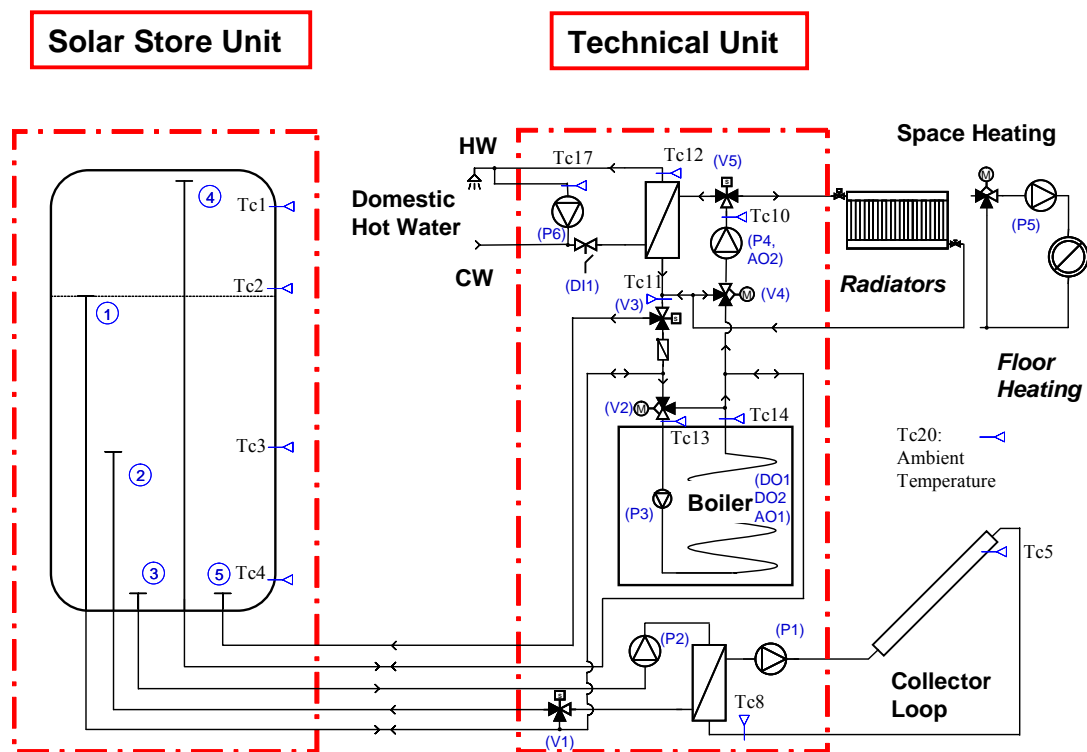 Solar Store Unit
Technical Unit
HW
Tc17
Tc12
(V5)
Space Heating
M
4
Tc1
Domestic
Hot Water
(P6)
Tc10
(P4,
AO2)
(P5)
CW
(DI1)
Tc2
Tc11
(V3)
s
s
(V4)
M
Radiators
1
Floor
Heating
(V2)
M
Tc14
Tc13
Tc3
2
Tc20:
Ambient
Temperature
(P3)
Boiler
(DO1
DO2
AO1)
3
5
Tc4
Tc5
(P2)
(P1)
Collector
Loop
s
(V1)
Tc8